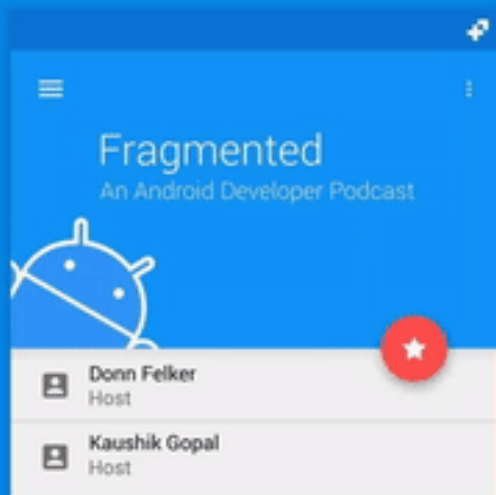 Fragmented
An Android Developer Podcast
Donn Felker
Host
Kaushik Gopal
Host